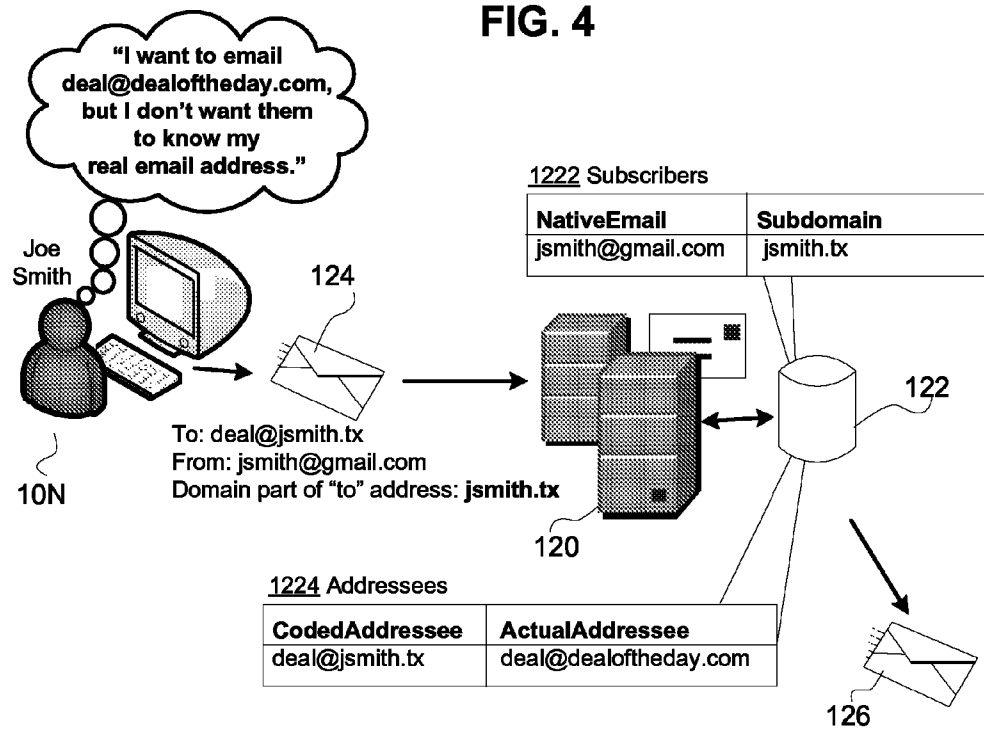 FIG. 4
“I want to email
deal@dealoftheday.com,
but I don’t want them
to know my
real email address.”
Joe
Smith
10N
124
To: deal@jsmith.tx
From: jsmith@gmail.com
Domain part of “to” address: jsmith.tx
1222 Subscribers
NativeEmail Subdomain
jsmith@gmail.com jsmith.tx
120
122
1224 Addressees
CodedAddressee ActualAddressee
deal@jsmith.tx deal@dealoftheday.com
126